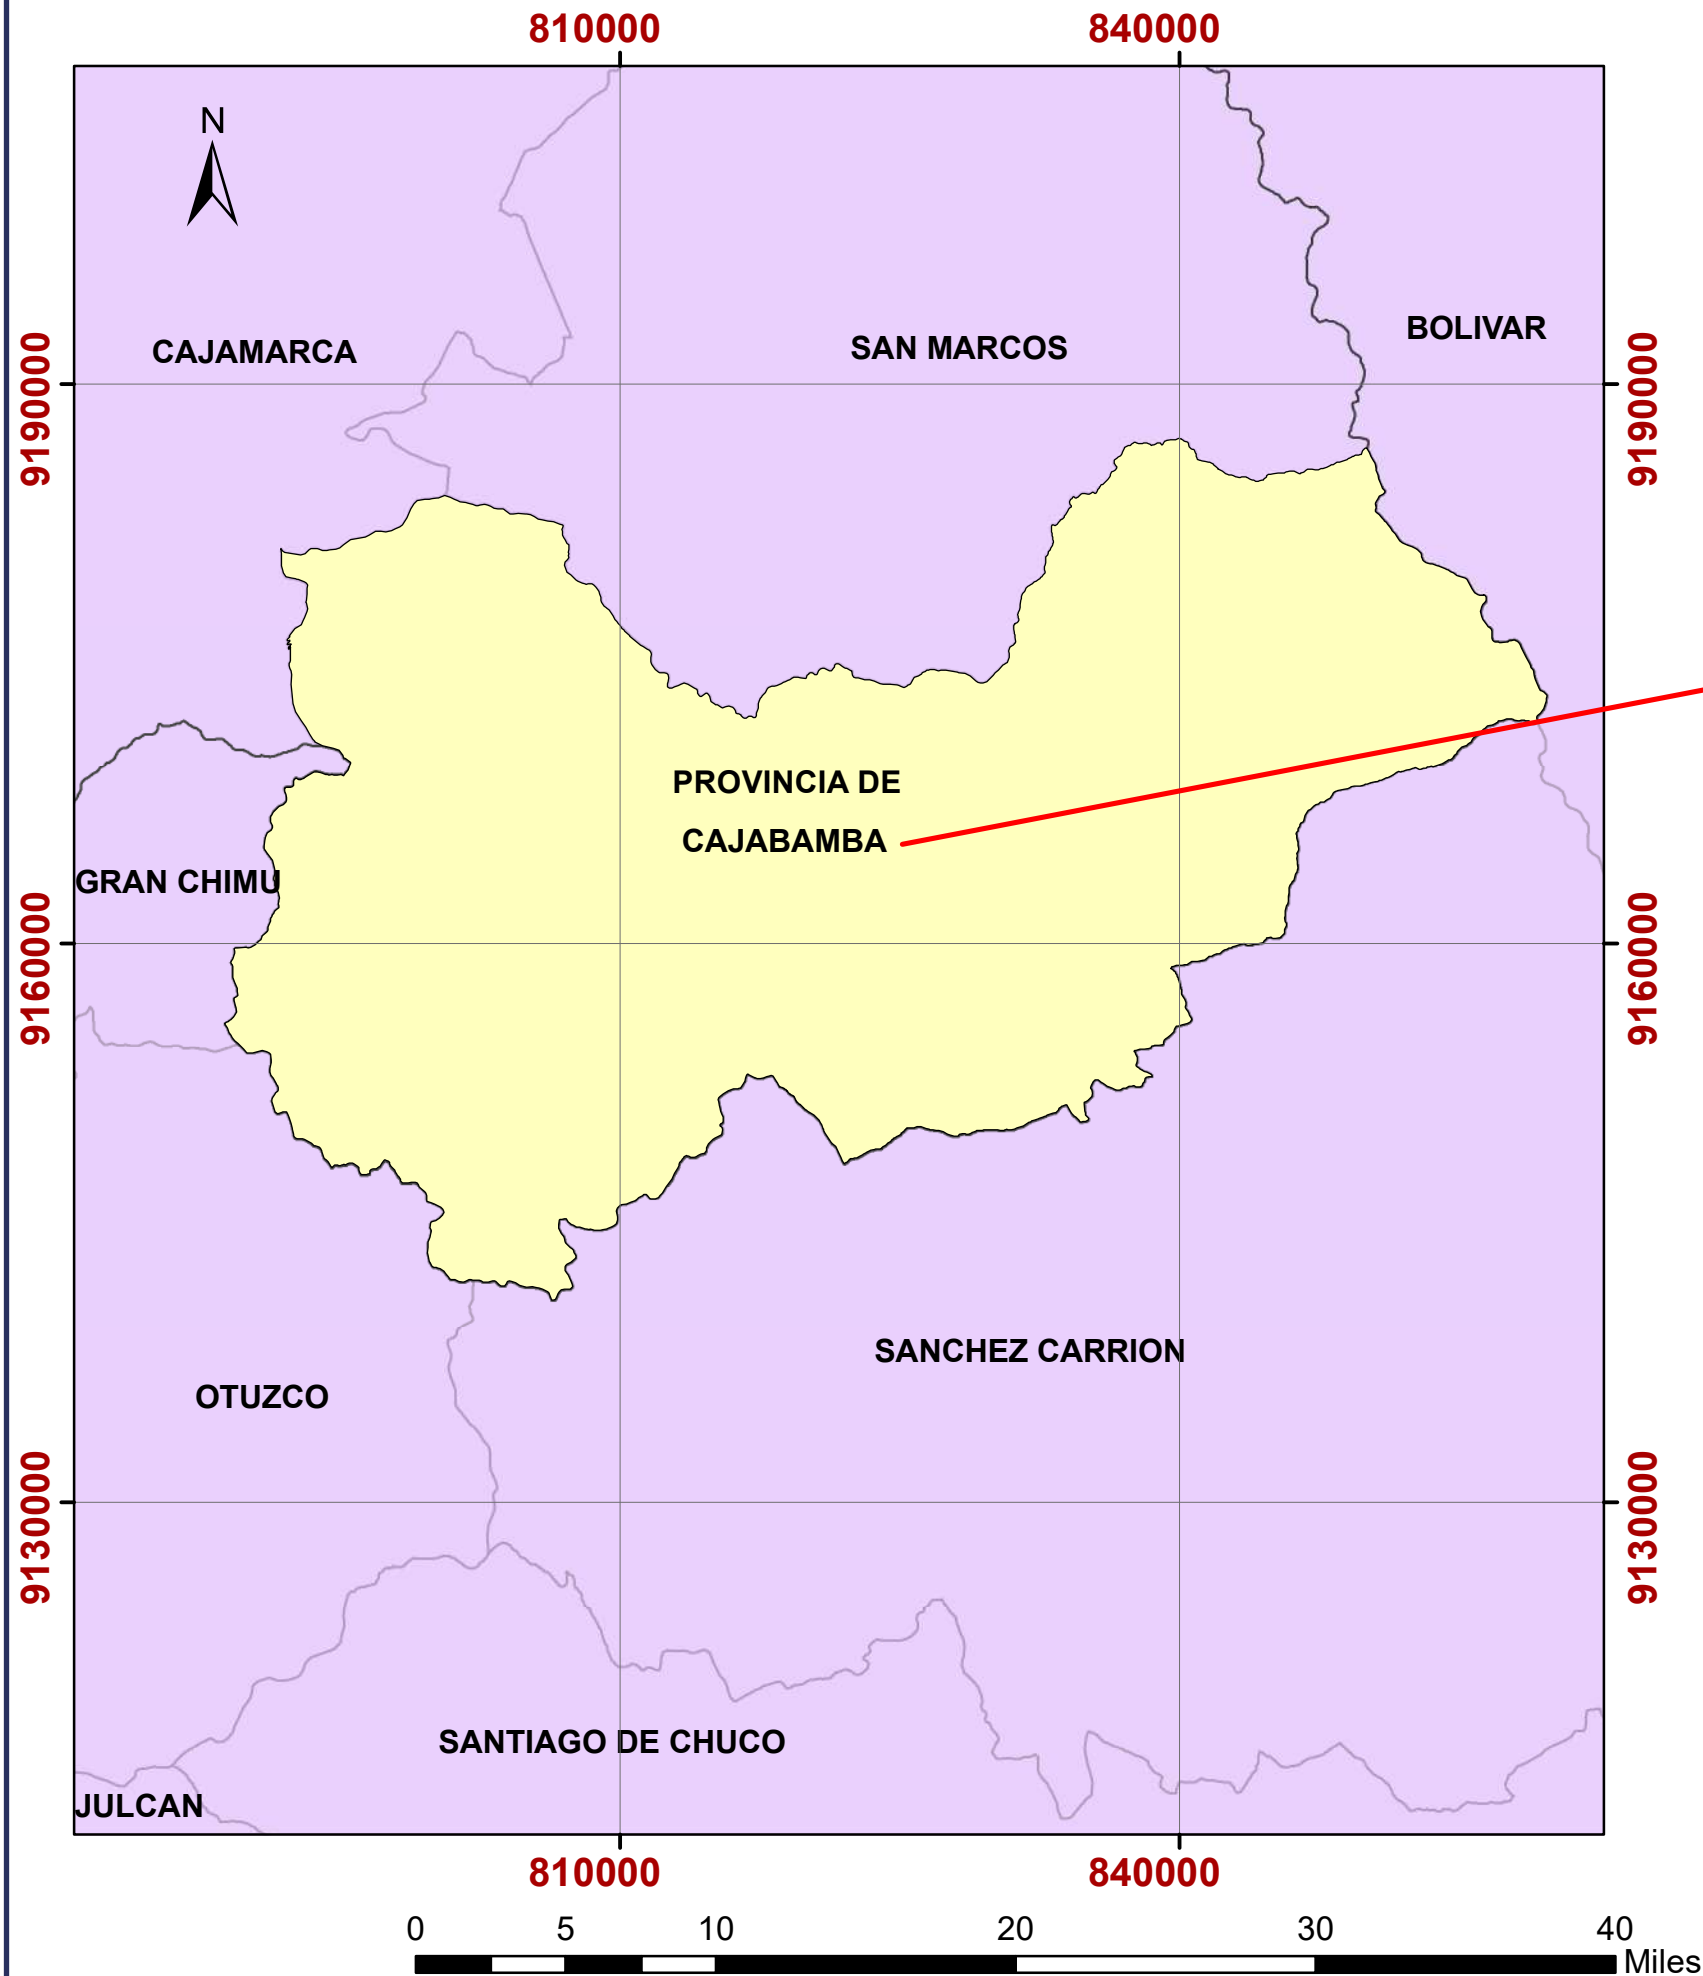 810000 840000
N
BOLIVAR
CAJAMARCA SAN MARCOS
9190000 9190000
PROVINCIA DE
CAJABAMBA
GRAN CHIMU
9160000 9160000
SANCHEZ CARRION
OTUZCO
9130000 9130000
SANTIAGO DE CHUCO
JULCAN
810000 840000
0 5 10 20 30 40
Miles